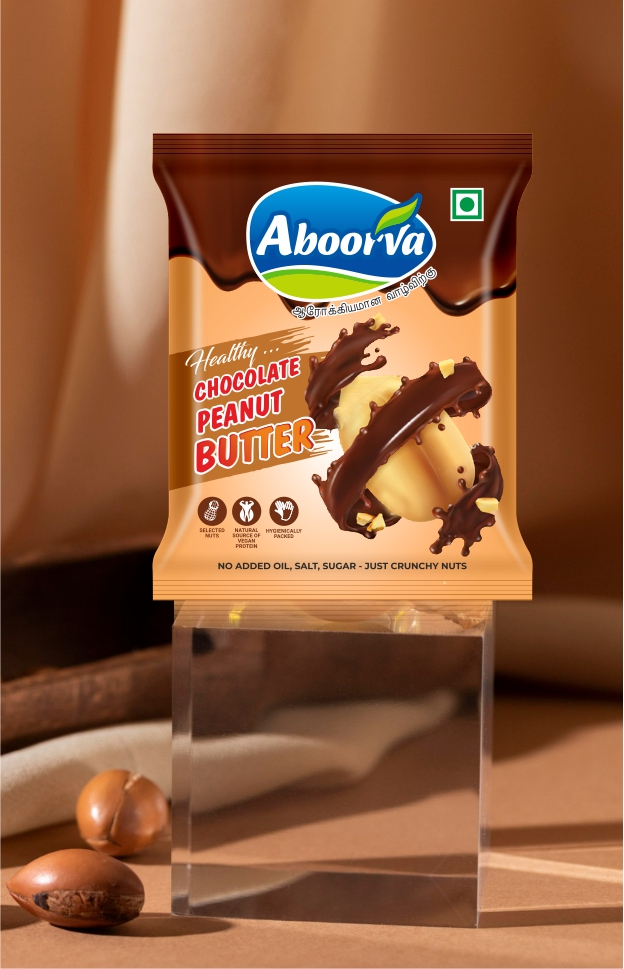 Aboorva
ஆரோக்கியமான வாழ்விற்கு
Healthy ...
CHOCOLATE
PEANUT
BUTTER
SELECTED
NUTS
NATURAL
SOURCE OF
VEGAN
PROTEIN
HYGIENICALLY
PACKED
NO ADDED OIL, SALT, SUGAR - JUST CRUNCHY NUTS